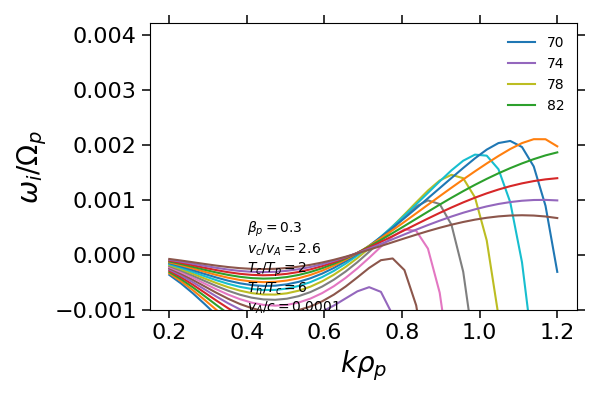 0.004
0.003
0.002
0.001
0.000
−0.001
ω_i/Ω_p
70
74
78
82
β_p = 0.3
v_c/v_A = 2.6
T_c/T_p = 2
T_h/T_c = 6
v_A/c = 0.0001
0.2 0.4 0.6 0.8 1.0 1.2
kρ_p